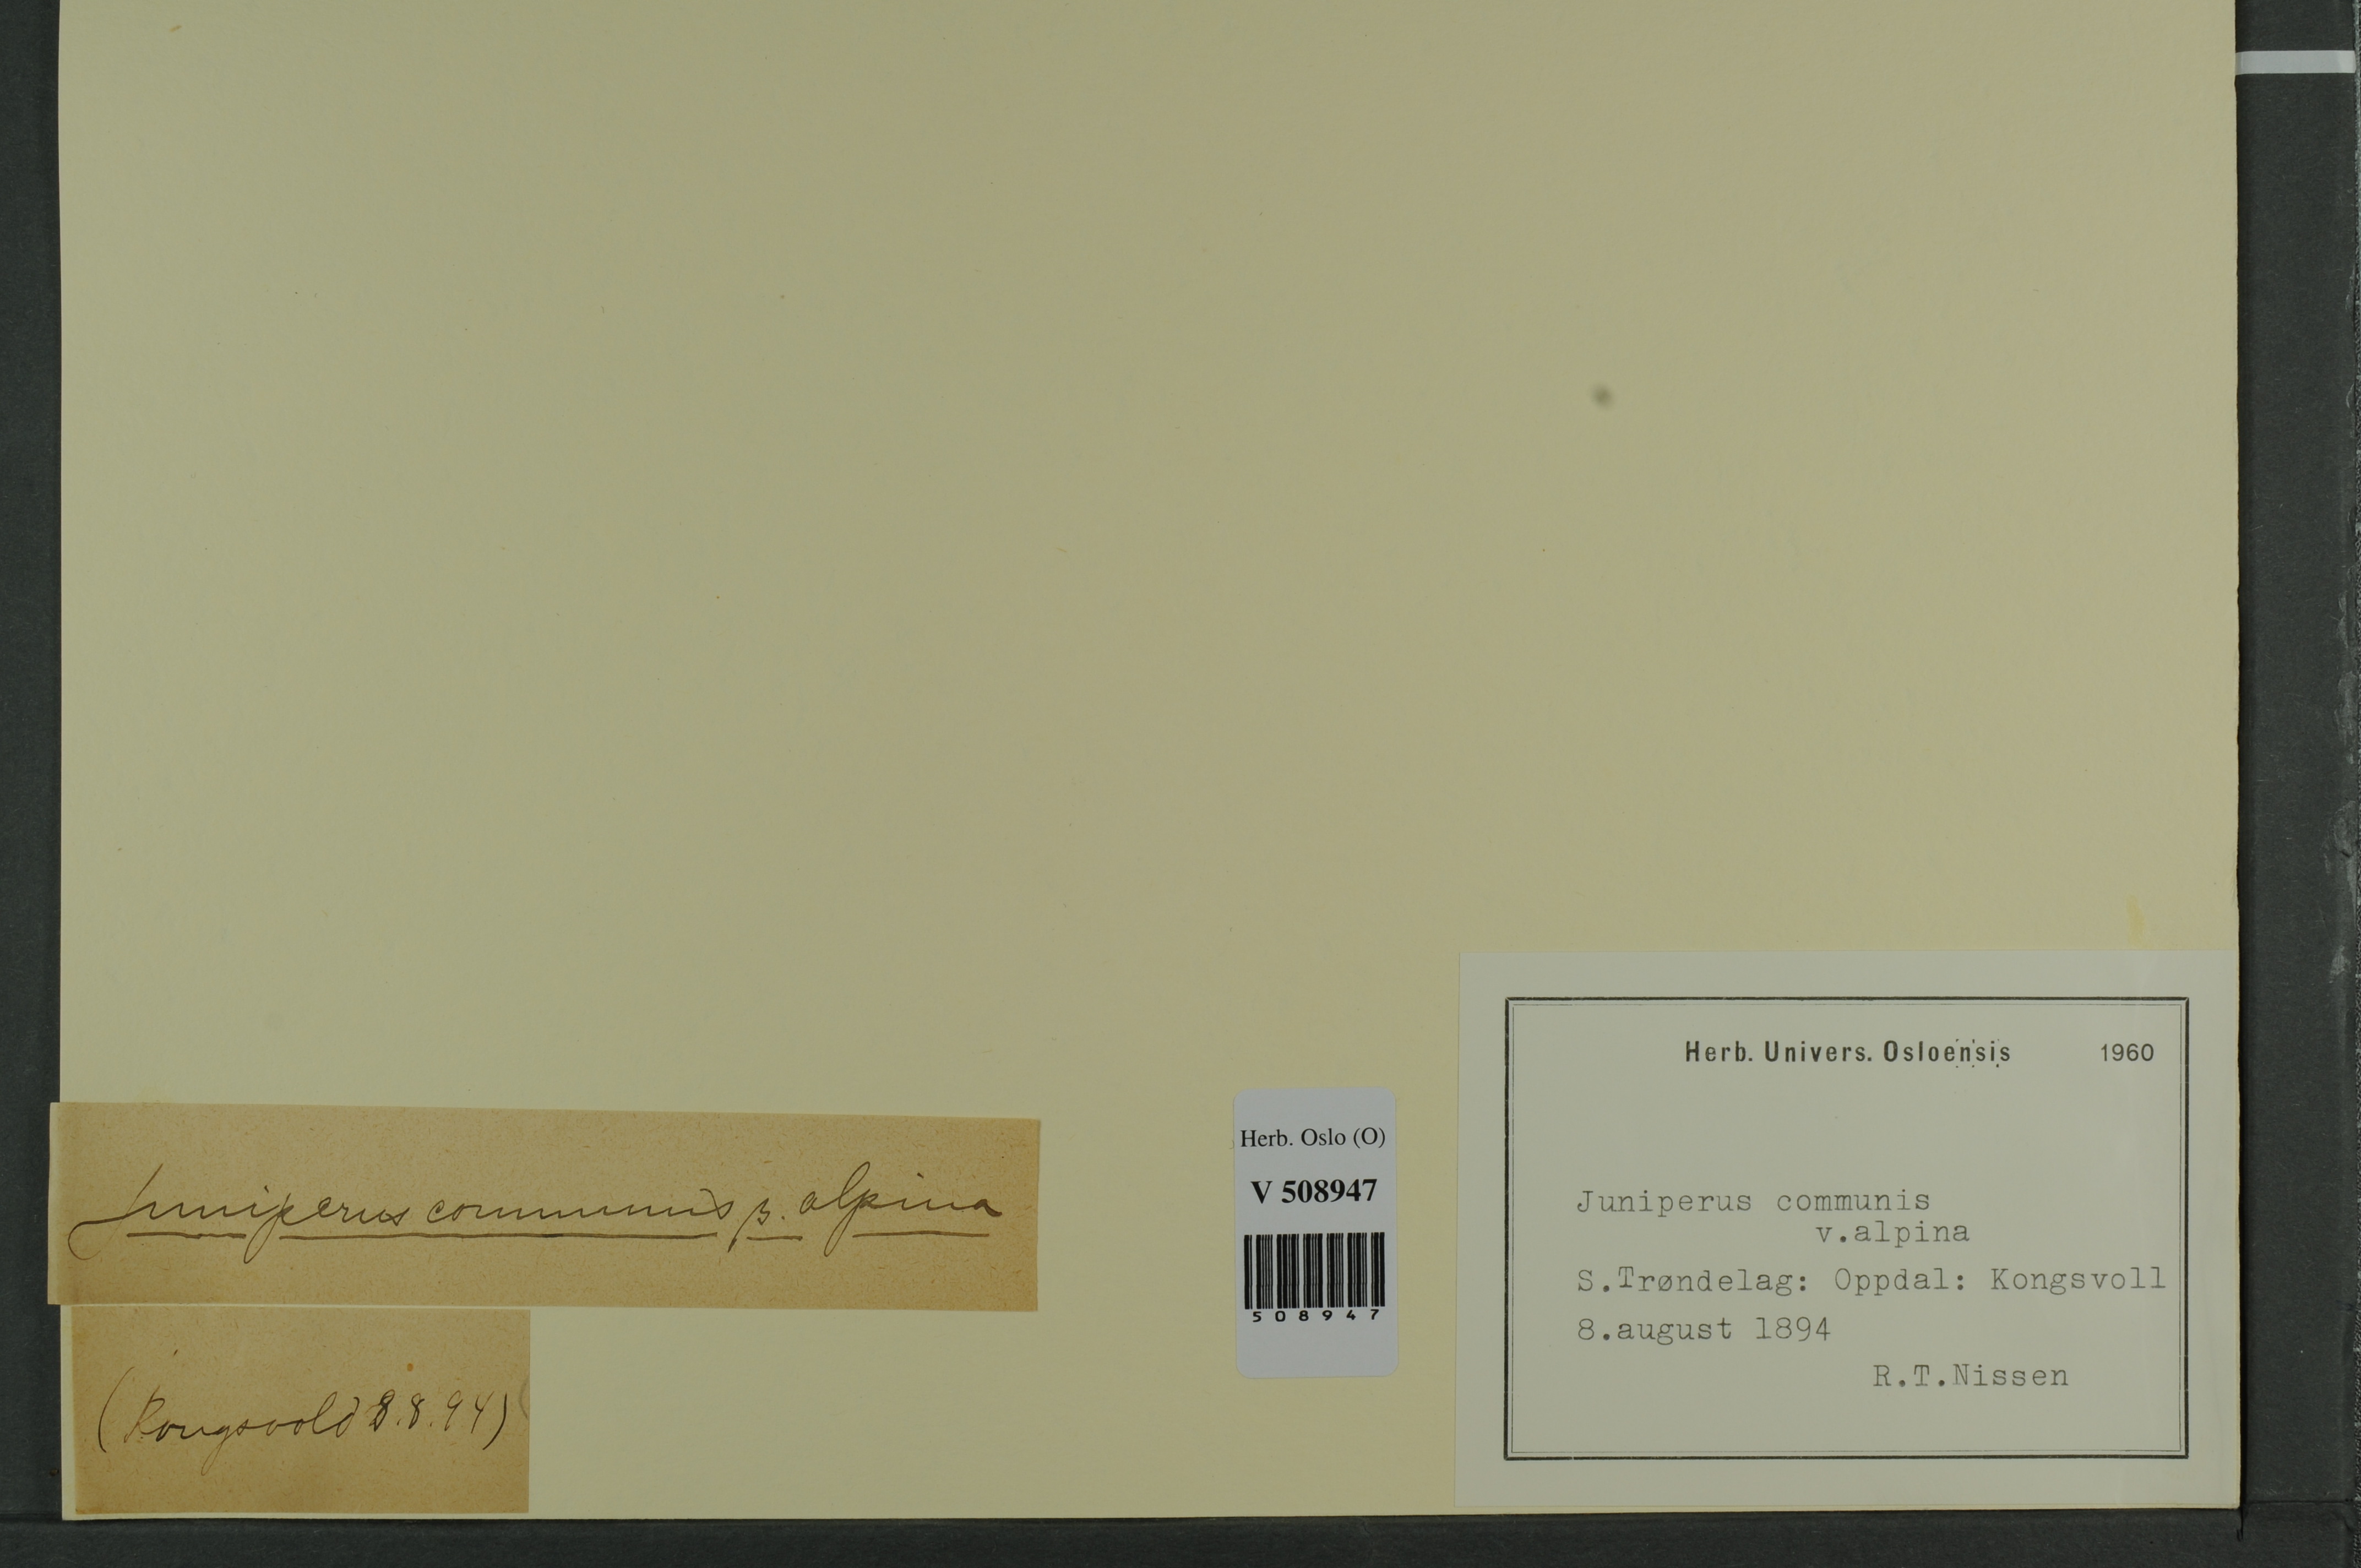 Juniperus communis β. alpina
(Kongsvold 8.8.94)
Herb. Oslo (O)
V 508947
508947
Herb. Univers. Osloënsis 1960
Juniperus communis
v.alpina
S.Trøndelag: Oppdal: Kongsvoll
8.august 1894
R.T.Nissen